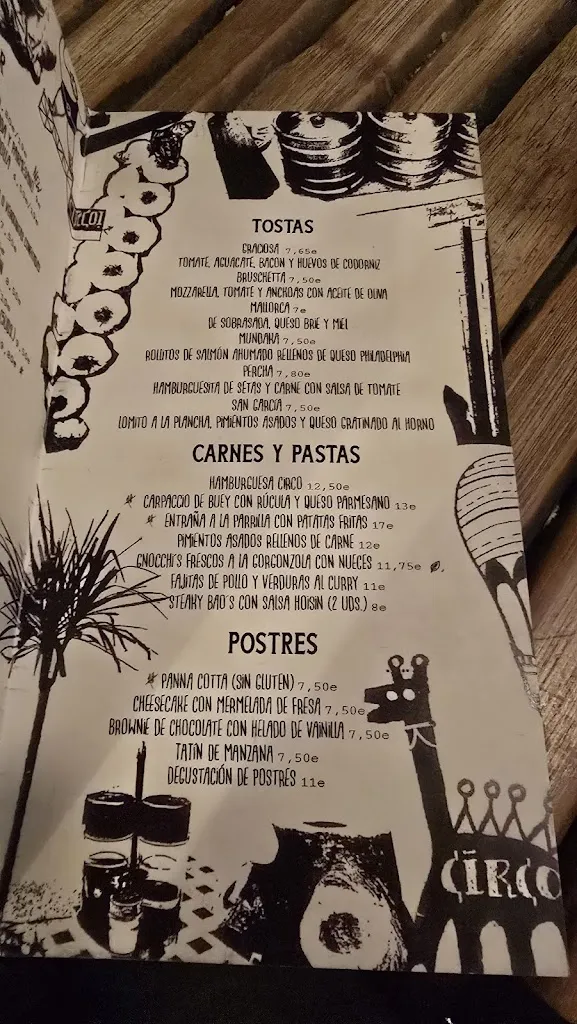 TOSTAS
GRACIOSA 7,65e
TOMATE, AGUACATE, BACON Y HUEVOS DE CODORNIZ
BRUSCHETTA 7,50e
MOZZARELLA, TOMATE Y ANCHOAS CON ACEITE DE OLIVA
MALLORCA 7e
DE SOBRASADA, QUESO BRIE Y MIEL
MUNDAKA 7,50e
ROLLITOS DE SALMÓN AHUMADO RELLENOS DE QUESO PHILADELPHIA
PERCHA 7,80e
HAMBURGUESITA DE SETAS Y CARNE CON SALSA DE TOMATE
SAN GARCÍA 7,50e
LOMITO A LA PLANCHA, PIMIENTOS ASADOS Y QUESO GRATINADO AL HORNO
CARNES Y PASTAS
HAMBURGUESA CIRCO 12,50e
CARPACCIO DE BUEY CON RÚCULA Y QUESO PARMESANO 13e
ENTRAÑA A LA PARRILLA CON PATATAS FRITAS 17e
PIMIENTOS ASADOS RELLENOS DE CARNE 12e
GNOCCHI'S FRESCOS A LA GORGONZOLA CON NUECES 11,75e
FAJITAS DE POLLO Y VERDURAS AL CURRY 11e
STEAKY BAO'S CON SALSA HOISIN (2 UDS.) 8e
POSTRES
PANNA COTTA (SIN GLUTEN) 7,50e
CHEESECAKE CON MERMELADA DE FRESA 7,50e
BROWNIE DE CHOCOLATE CON HELADO DE VAINILLA 7,50e
TATÍN DE MANZANA 7,50e
DEGUSTACIÓN DE POSTRES 11e
CIRCO